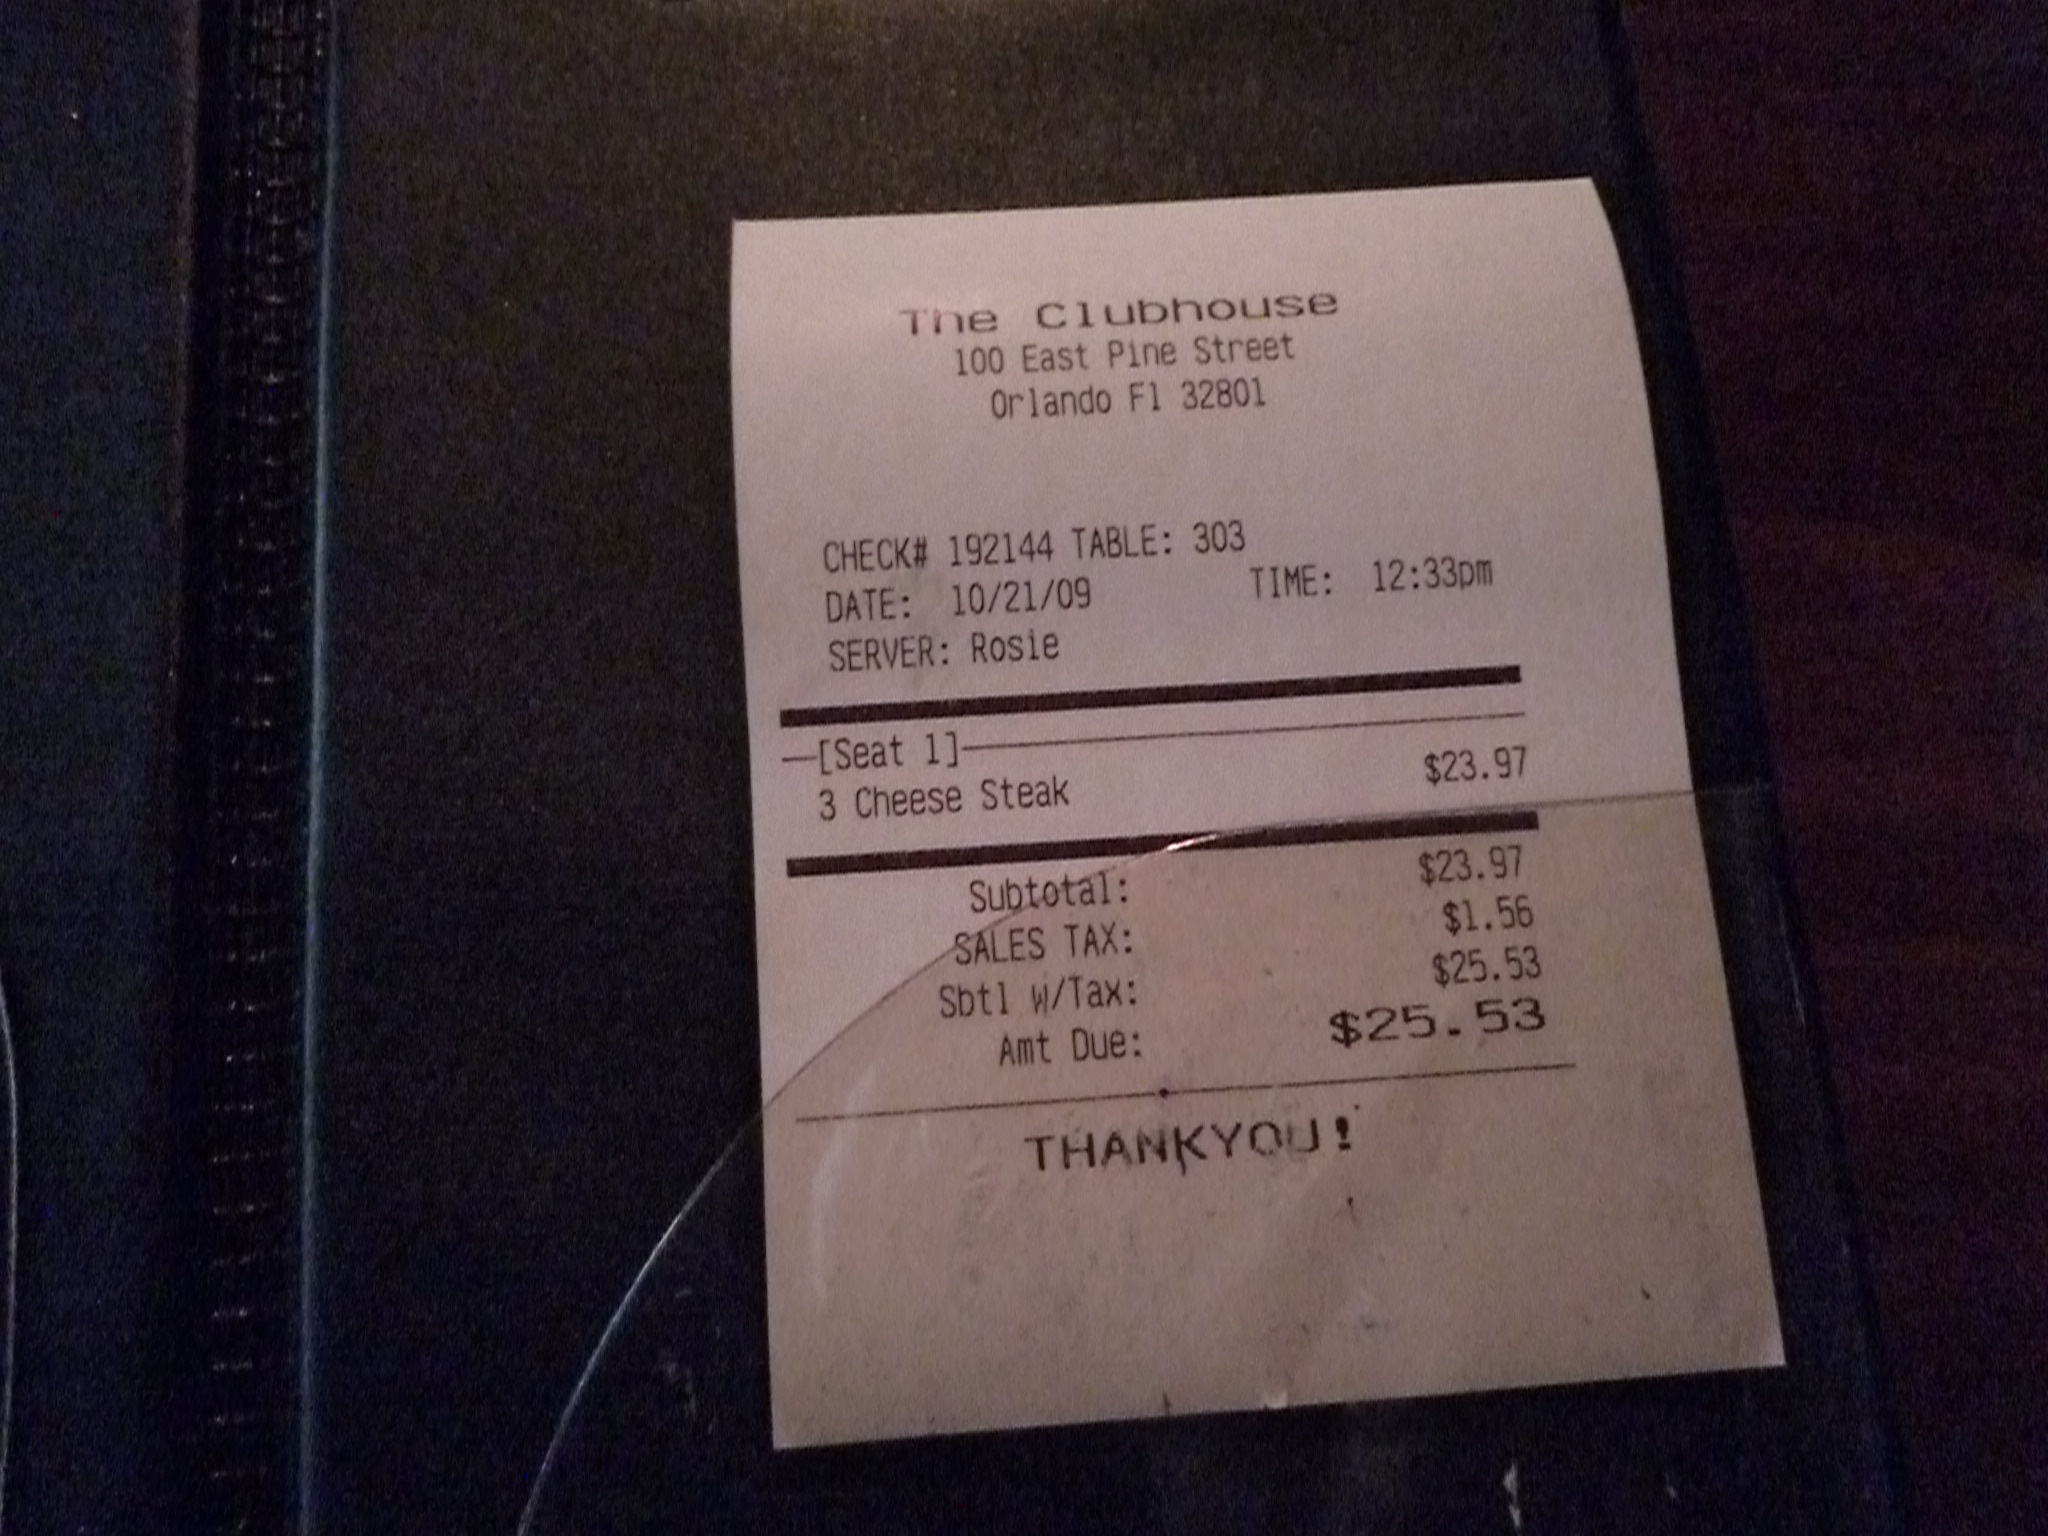 The Clubhouse
100 East Pine Street
Orlando Fl 32801
CHECK# 192144 TABLE: 303
DATE: 10/21/09 TIME: 12:33pm
SERVER: Rosie
[Seat 1]
3 Cheese Steak $23.97
Subtotal: $23.97
SALES TAX: $1.56
Sbtl W/Tax: $25.53
Amt Due: $25.53
THANKYOU!